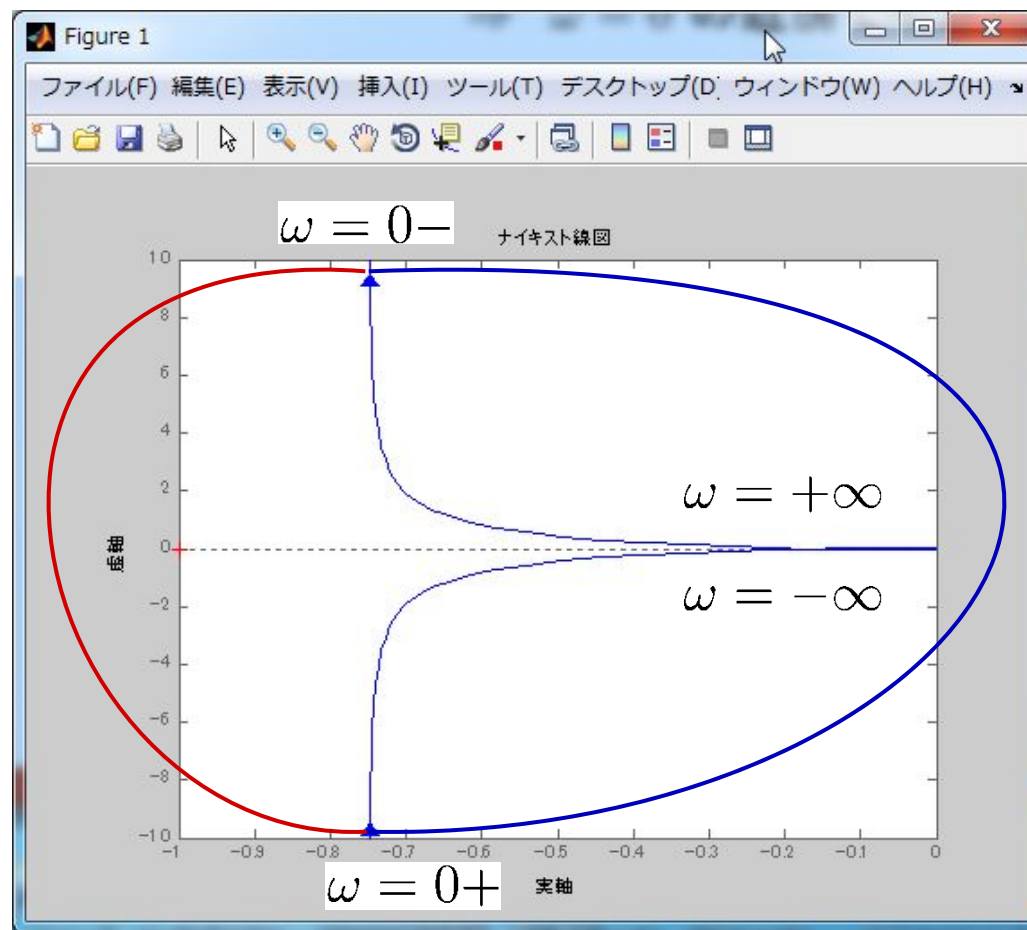 Figure 1
ファイル(F) 編集(E) 表示(V) 挿入(I) ツール(T) デスクトップ(D ウィンドウ(W) ヘルプ(H)
ω = 0−
ナイキスト線図
10
8
6
4
2
0
−2
−4
−6
−8
−10
虚軸
ω = +∞
ω = −∞
−1 −0.9 −0.8 −0.7 −0.6 −0.5 −0.4 −0.3 −0.2 −0.1 0
ω = 0+
実軸